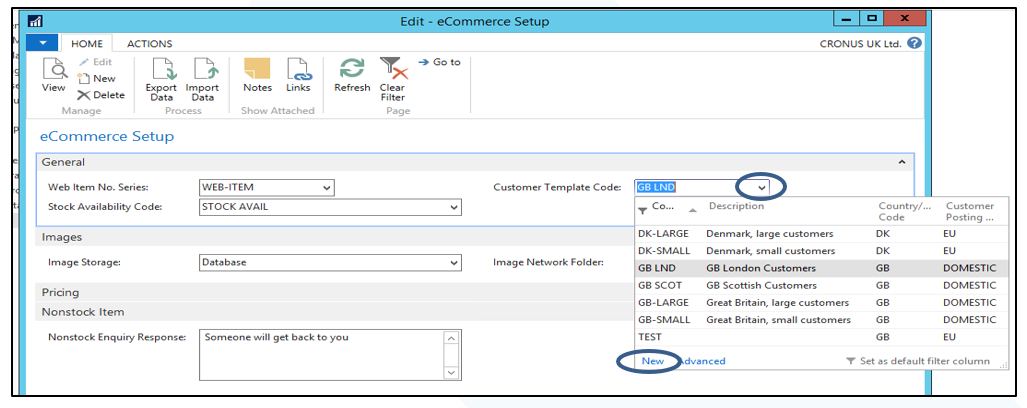 Edit - eCommerce Setup
HOME ACTIONS CRONUS UK Ltd.
View
Edit
New
Delete
Manage
Export Data
Import Data
Process
Notes
Links
Show Attached
Refresh
Clear Filter
Go to
Page
eCommerce Setup
General
Web Item No. Series: WEB-ITEM Customer Template Code: GB LND
Stock Availability Code: STOCK AVAIL
Images
Image Storage: Database Image Network Folder:
Pricing
Nonstock Item
Nonstock Enquiry Response: Someone will get back to you
Co... Description Country/... Code Customer Posting ...
DK-LARGE Denmark, large customers DK EU
DK-SMALL Denmark, small customers DK EU
GB LND GB London Customers GB DOMESTIC
GB SCOT GB Scottish Customers GB DOMESTIC
GB-LARGE Great Britain, large customers GB DOMESTIC
GB-SMALL Great Britain, small customers GB DOMESTIC
TEST GB EU
New Advanced Set as default filter column